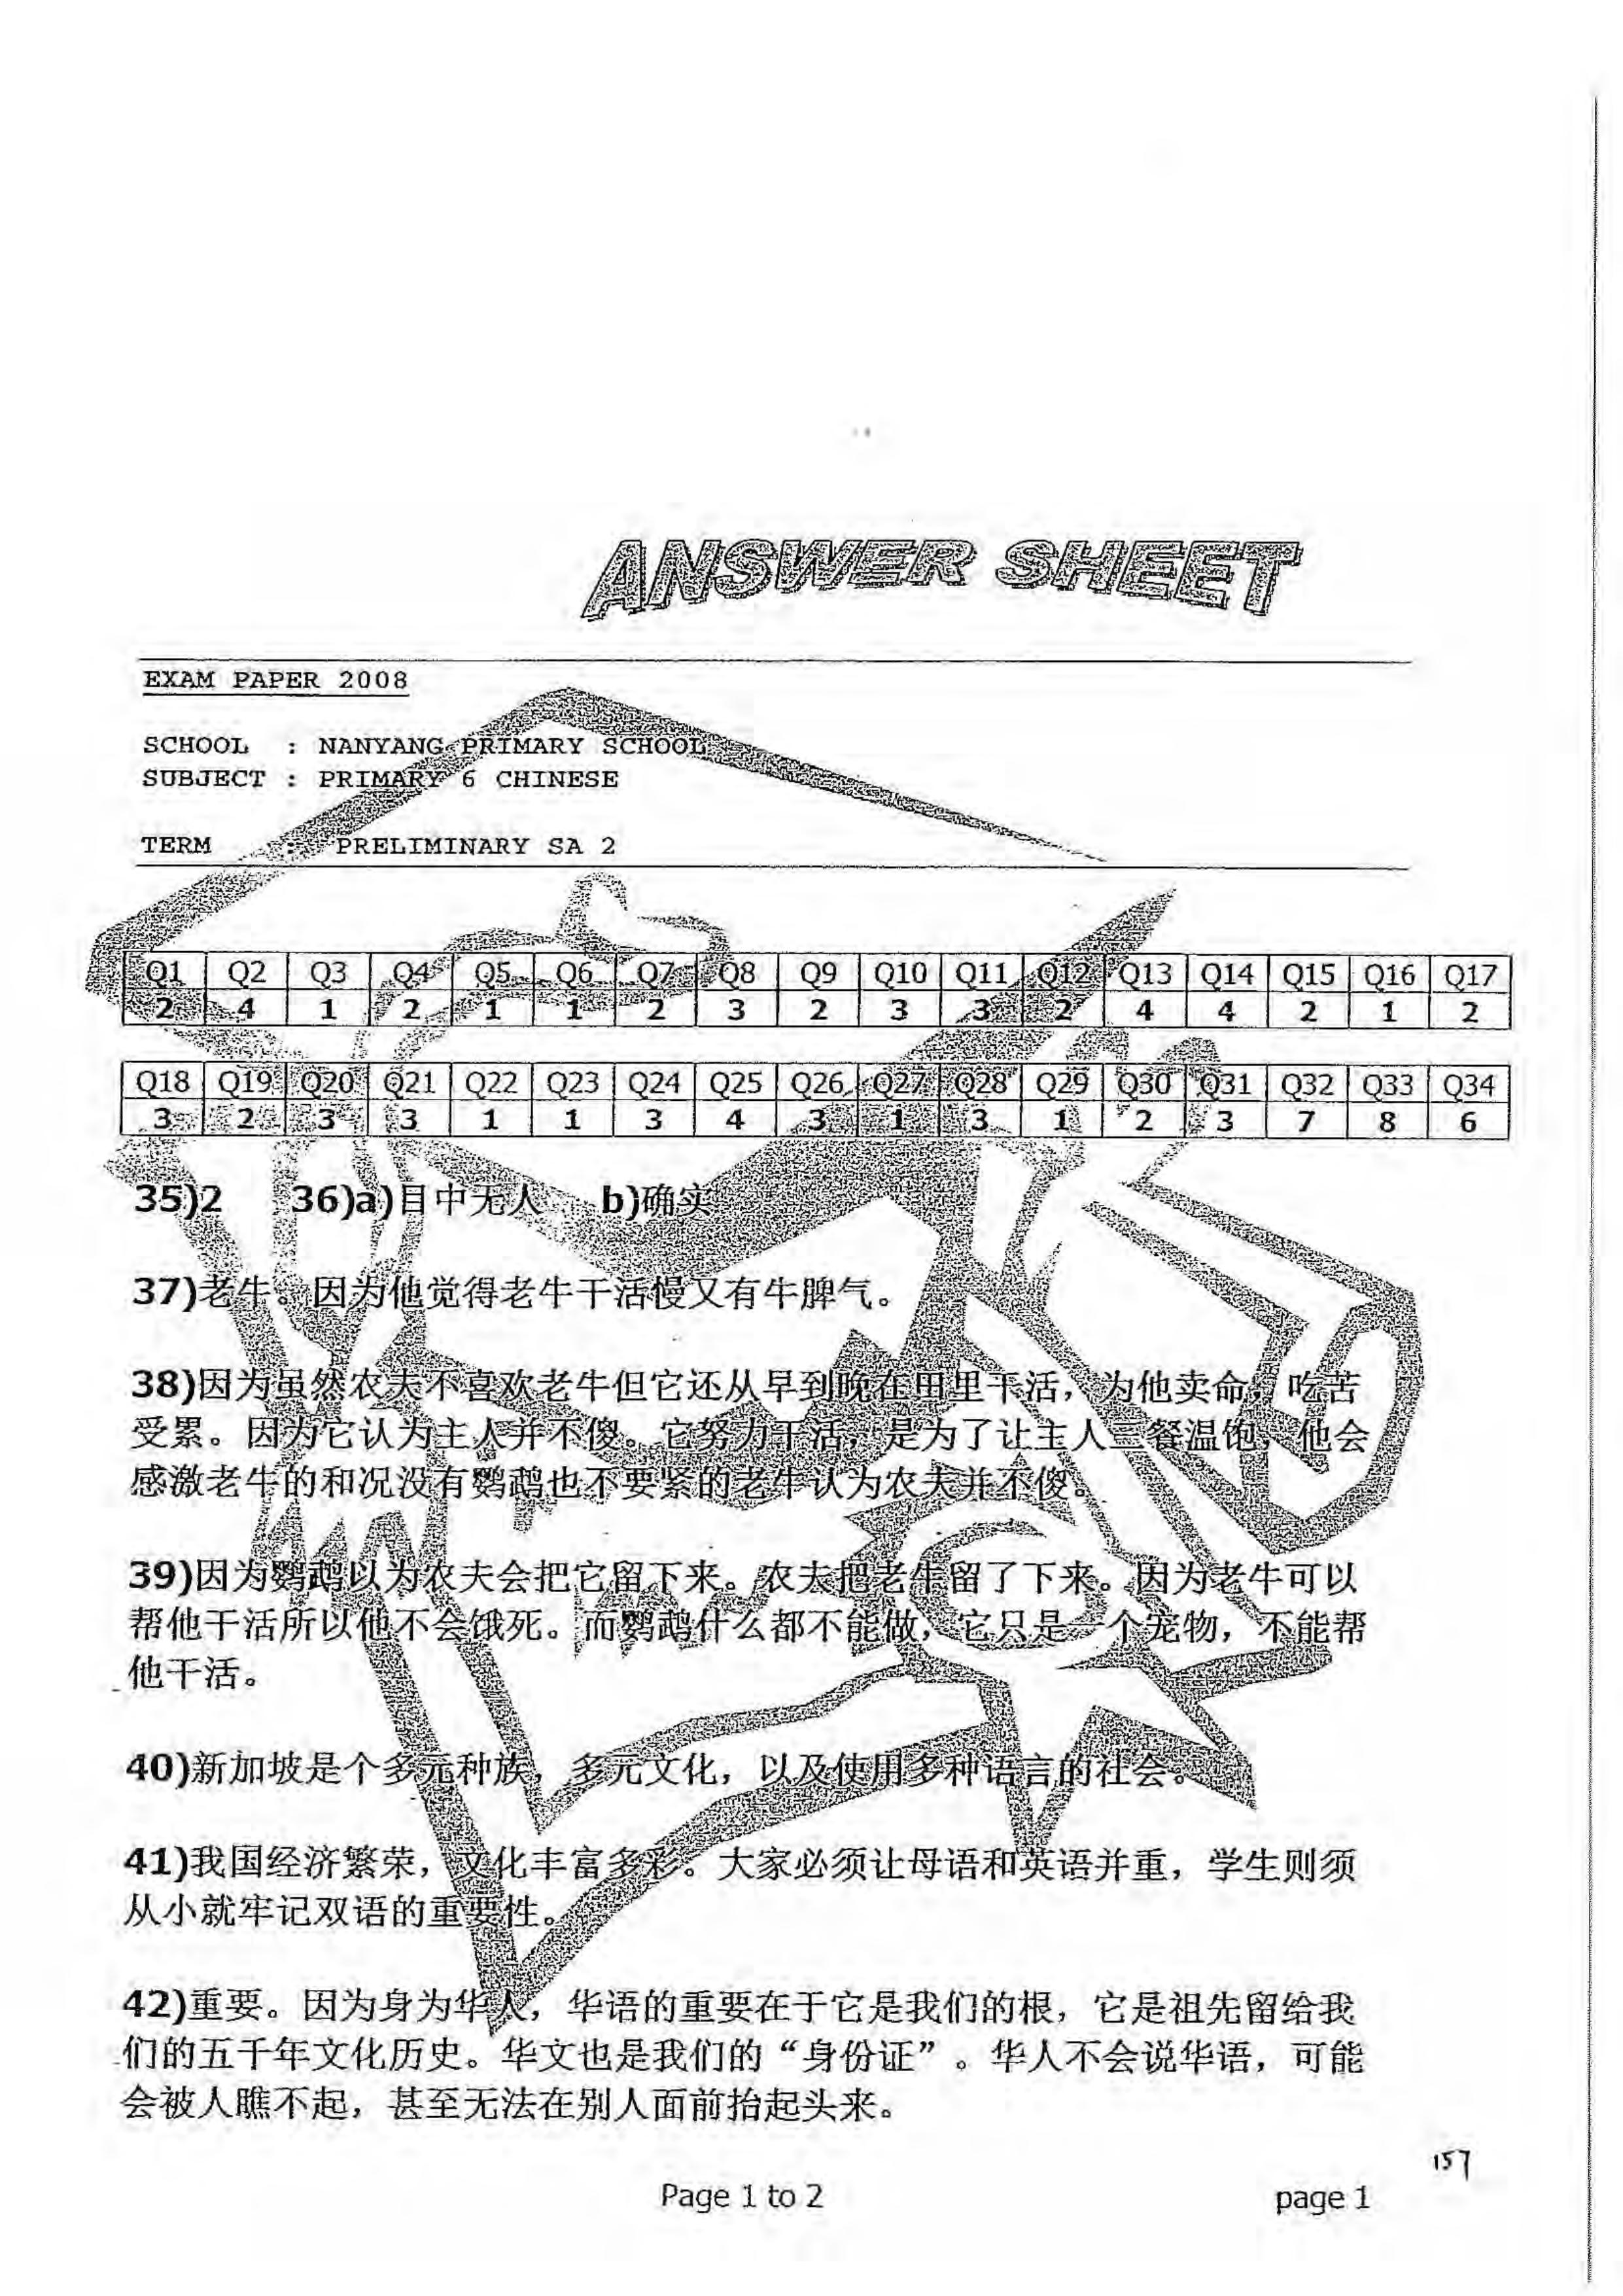 ANSWER SHEET
EXAM PAPER 2008
SCHOOL : NANYANG PRIMARY SCHOOL
SUBJECT : PRIMARY 6 CHINESE
TERM : PRELIMINARY SA 2
Q1 Q2 Q3 Q4 Q5 Q6 Q7 Q8 Q9 Q10 Q11 Q12 Q13 Q14 Q15 Q16 Q17
2 4 1 2 1 1 2 3 2 3 3 2 4 4 2 1 2
Q18 Q19 Q20 Q21 Q22 Q23 Q24 Q25 Q26 Q27 Q28 Q29 Q30 Q31 Q32 Q33 Q34
3 2 3 3 1 1 3 4 3 1 3 1 2 3 7 8 6
35)2 36)a)目中无人 b)确实
37)老牛。因为他觉得老牛干活慢又有牛脾气。
38)因为虽然农夫不喜欢老牛但它还从早到晚在田里干活，为他卖命，吃苦
受累。因为它认为主人并不傻。它努力干活，是为了让主人三餐温饱，他会
感激老牛的和况没有鹦鹉也不要紧的老牛认为农夫并不傻。
39)因为鹦鹉以为农夫会把它留下来。农夫把老牛留了下来。因为老牛可以
帮他干活所以他不会饿死。而鹦鹉什么都不能做，它只是一个宠物，不能帮
他干活。
40)新加坡是个多元种族，多元文化，以及使用多种语言的社会。
41)我国经济繁荣，文化丰富多彩。大家必须让母语和英语并重，学生则须
从小就牢记双语的重要性。
42)重要。因为身为华人，华语的重要在于它是我们的根，它是祖先留给我
们的五千年文化历史。华文也是我们的“身份证”。华人不会说华语，可能
会被人瞧不起，甚至无法在别人面前抬起头来。
157
Page 1 to 2 page 1